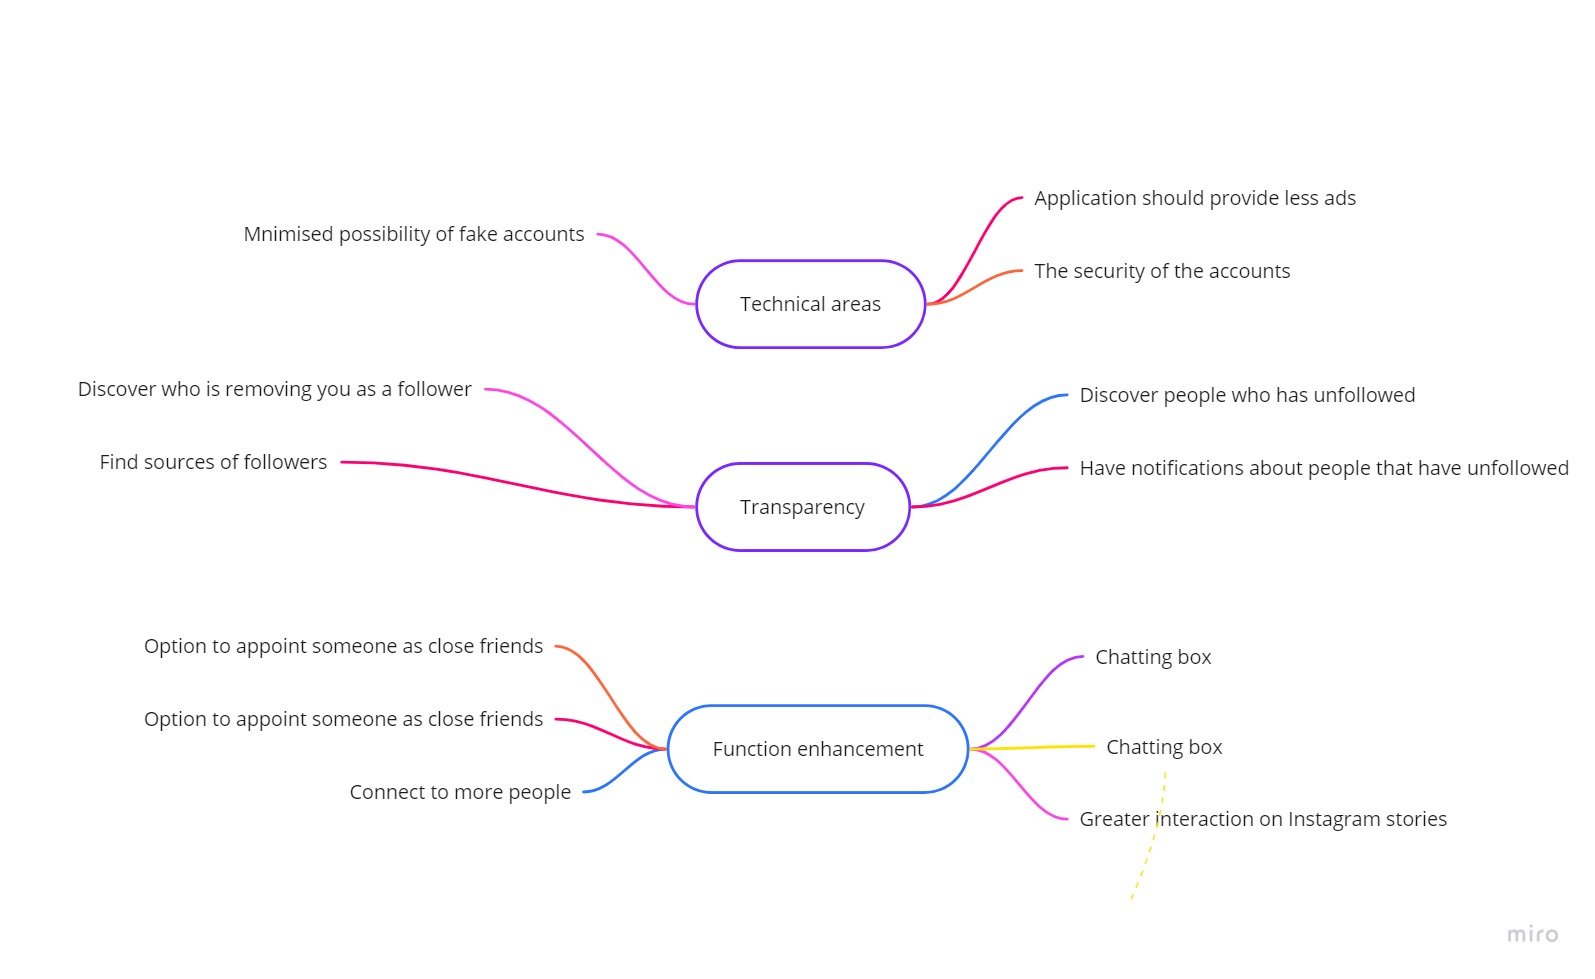 Application should provide less ads
Mnimised possibility of fake accounts
The security of the accounts
Technical areas
Discover who is removing you as a follower
Discover people who has unfollowed
Find sources of followers
Have notifications about people that have unfollowed
Transparency
Option to appoint someone as close friends
Chatting box
Option to appoint someone as close friends
Function enhancement
Chatting box
Connect to more people
Greater interaction on Instagram stories
miro